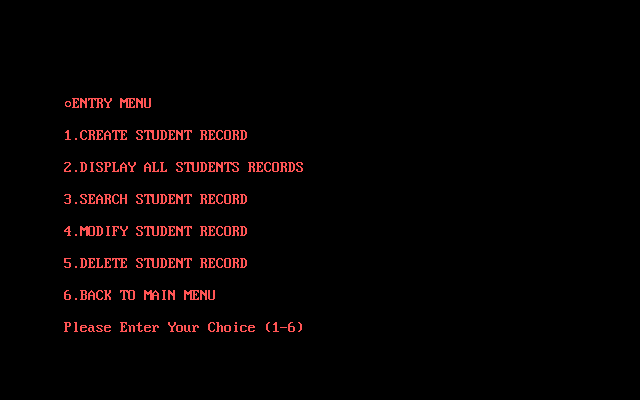 ○ENTRY MENU
1.CREATE STUDENT RECORD
2.DISPLAY ALL STUDENTS RECORDS
3.SEARCH STUDENT RECORD
4.MODIFY STUDENT RECORD
5.DELETE STUDENT RECORD
6.BACK TO MAIN MENU
Please Enter Your Choice (1-6)